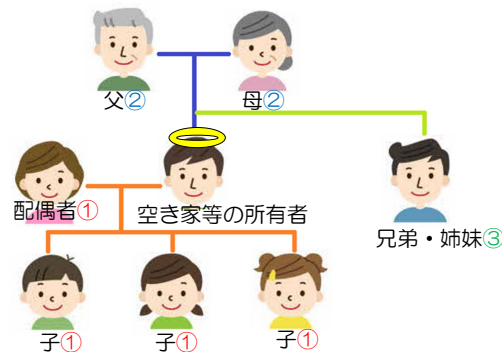 父②
母②
配偶者①
空き家等の所有者
兄弟・姉妹③
子①
子①
子①